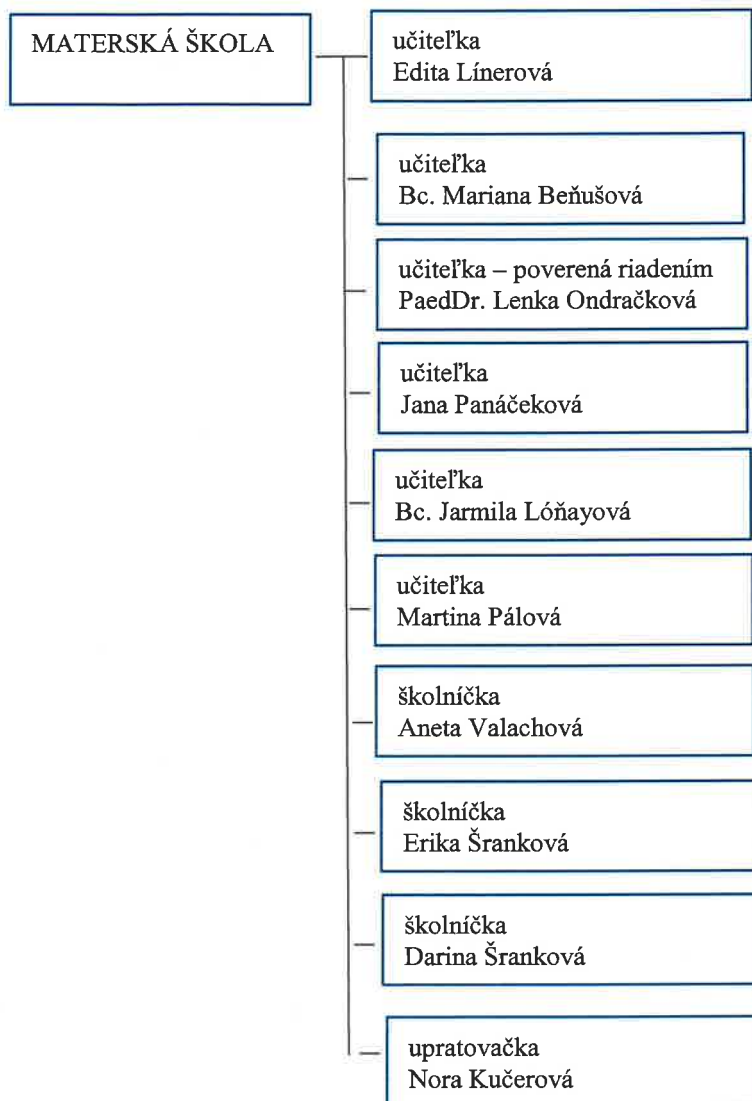 MATERSKÁ ŠKOLA
učiteľka
Edita Línerová
učiteľka
Bc. Mariana Beňušová
učiteľka – poverená riadením
PaedDr. Lenka Ondračková
učiteľka
Jana Panáčeková
učiteľka
Bc. Jarmila Lóňayová
učiteľka
Martina Pálová
školníčka
Aneta Valachová
školníčka
Erika Šranková
školníčka
Darina Šranková
upratovačka
Nora Kučerová